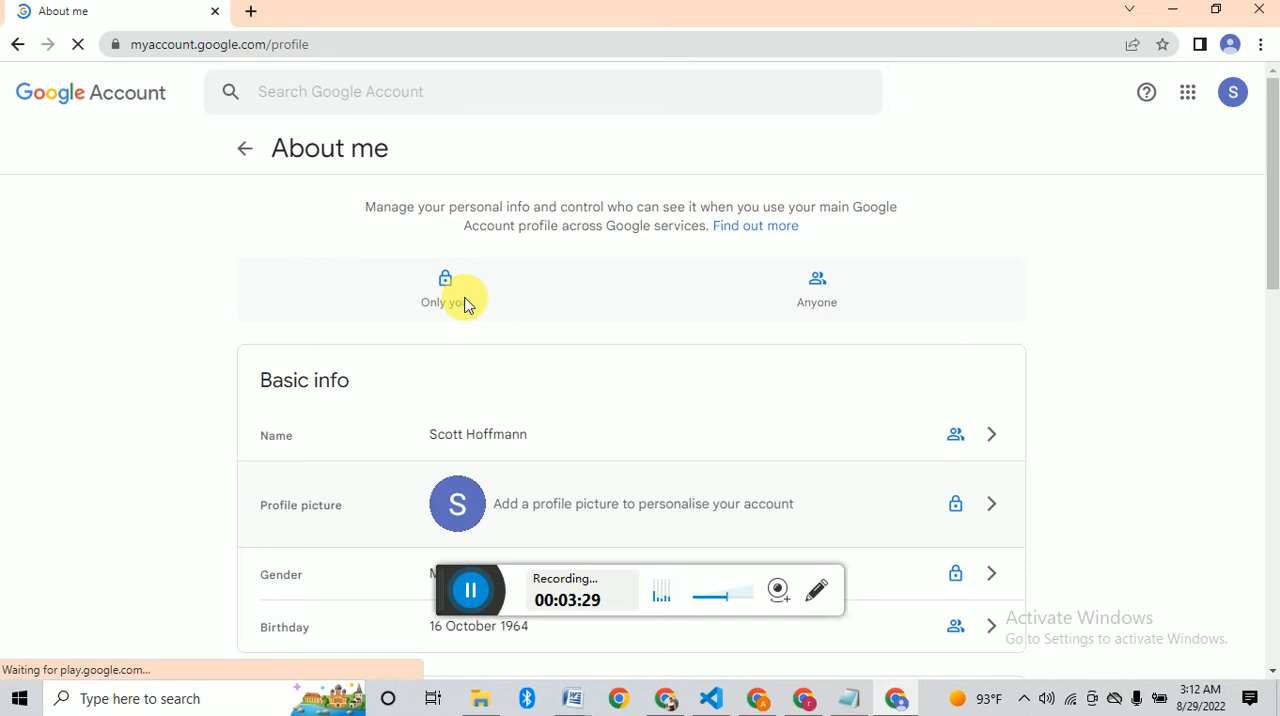 About me
myaccount.google.com/profile
Google Account
Search Google Account
S
About me
Manage your personal info and control who can see it when you use your main Google
Account profile across Google services. Find out more
Only you
Anyone
Basic info
Name
Scott Hoffmann
Profile picture
S
Add a profile picture to personalise your account
Gender
M
Recording...
00:03:29
Birthday
16 October 1964
Activate Windows
Go to Settings to activate Windows.
Waiting for play.google.com...
Type here to search
A
r
93°F
3:12 AM
8/29/2022